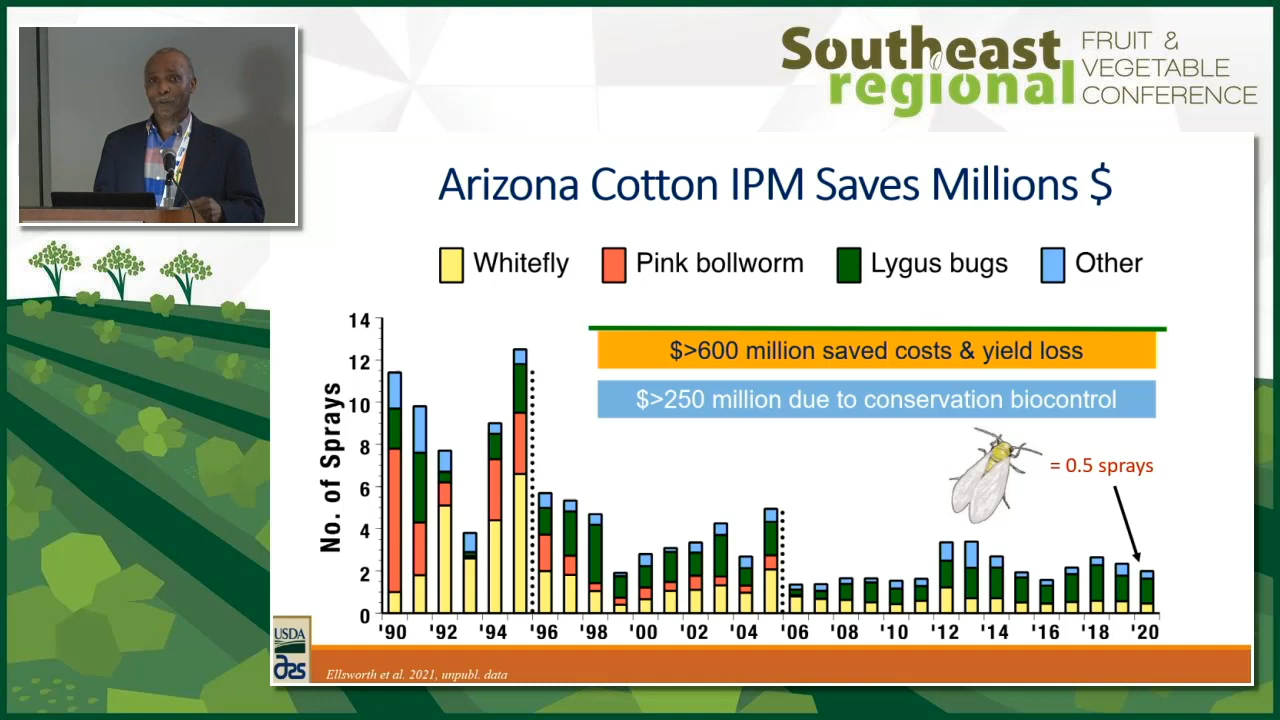 Southeast
regional
FRUIT &
VEGETABLE
CONFERENCE
Arizona Cotton IPM Saves Millions $
Whitefly
Pink bollworm
Lygus bugs
Other
$>600 million saved costs & yield loss
$>250 million due to conservation biocontrol
= 0.5 sprays
No. of Sprays
14
12
10
8
6
4
2
0
'90 '92 '94 '96 '98 '00 '02 '04 '06 '08 '10 '12 '14 '16 '18 '20
USDA
ars
Ellsworth et al. 2021, unpubl. data